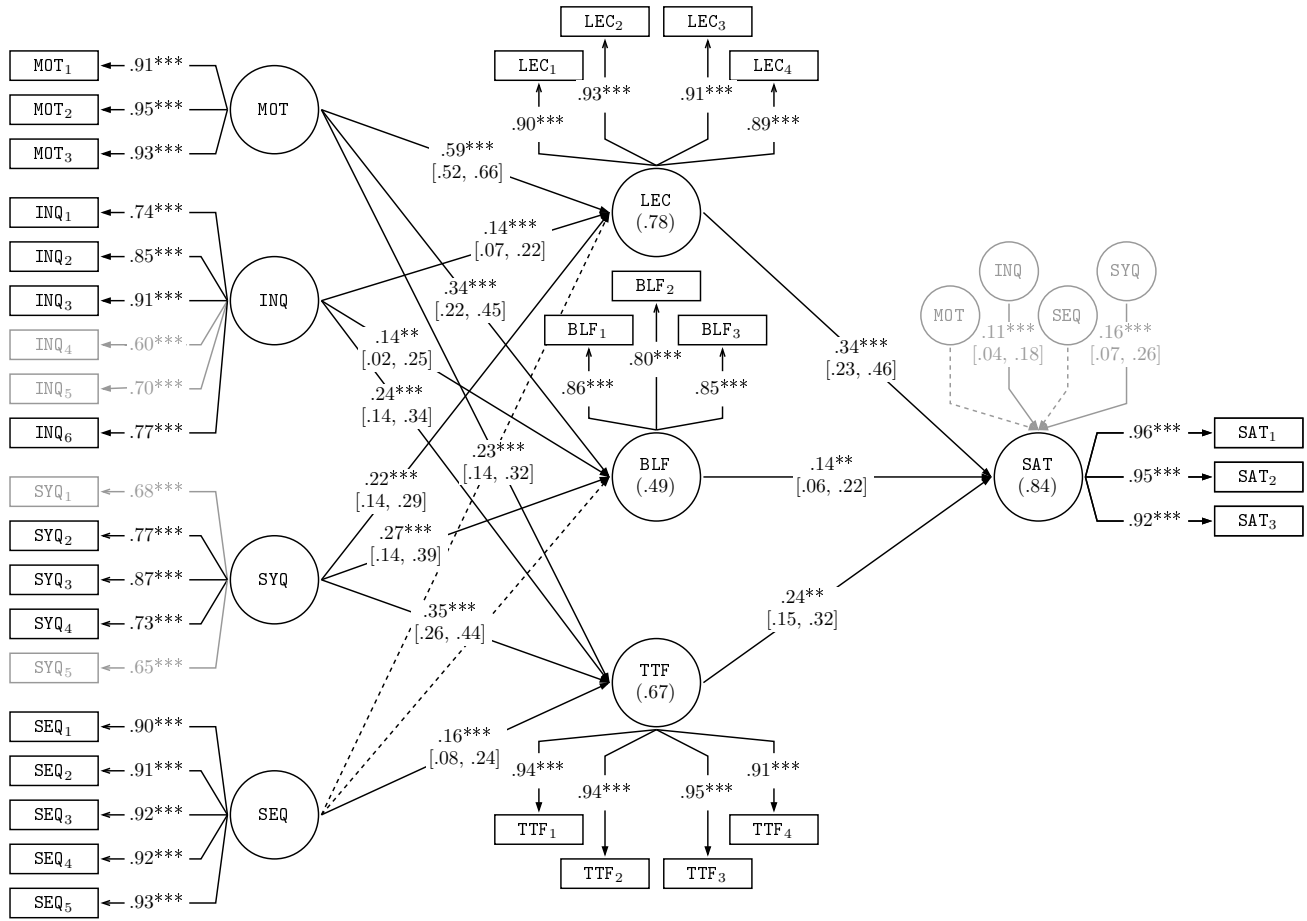 MOT₁ .91***
MOT₂ .95***
MOT₃ .93***
MOT
INQ₁ .74***
INQ₂ .85***
INQ₃ .91***
INQ₄ .60***
INQ₅ .70***
INQ₆ .77***
INQ
SYQ₁ .68***
SYQ₂ .77***
SYQ₃ .87***
SYQ₄ .73***
SYQ₅ .65***
SYQ
SEQ₁ .90***
SEQ₂ .91***
SEQ₃ .92***
SEQ₄ .92***
SEQ₅ .93***
SEQ
.59***
[.52, .66]
.14***
[.07, .22]
.34***
[.22, .45]
.14**
[.02, .25]
.24***
[.14, .34]
.23***
[.14, .32]
.22***
[.14, .29]
.27***
[.14, .39]
.35***
[.26, .44]
.16***
[.08, .24]
LEC₂ LEC₃
LEC₁ LEC₄
.93*** .91***
.90*** .89***
LEC
(.78)
BLF₂
BLF₁ BLF₃
.80***
.86*** .85***
BLF
(.49)
TTF
(.67)
.94*** .91***
.94*** .95***
TTF₁ TTF₄
TTF₂ TTF₃
.34***
[.23, .46]
.14**
[.06, .22]
.24**
[.15, .32]
INQ SYQ
MOT SEQ
.11*** .16***
[.04, .18] [.07, .26]
SAT
(.84)
.96*** SAT₁
.95*** SAT₂
.92*** SAT₃